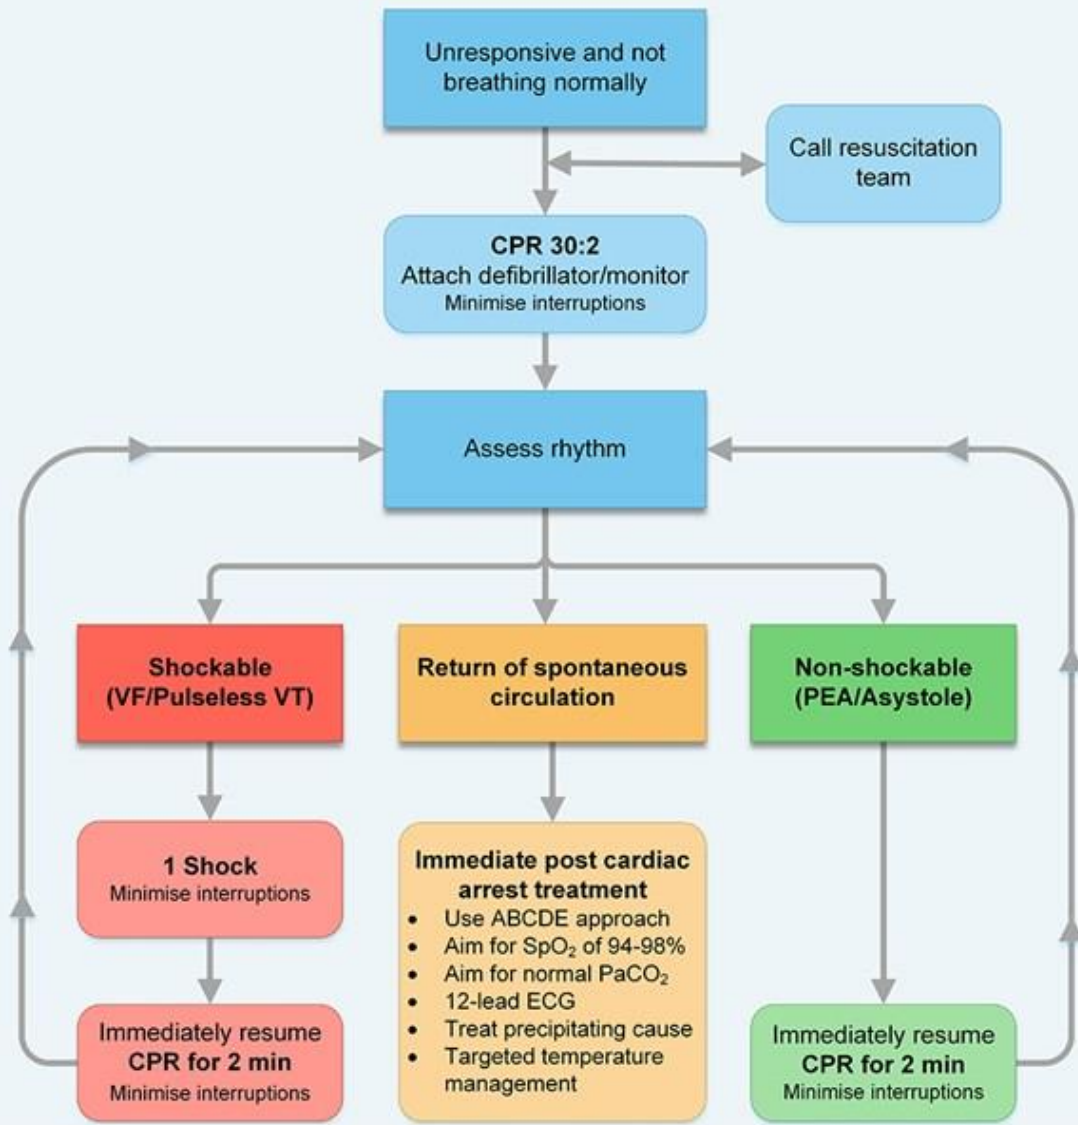 Unresponsive and not
breathing normally
Call resuscitation
team
CPR 30:2
Attach defibrillator/monitor
Minimise interruptions
Assess rhythm
Shockable
(VF/Pulseless VT)
Return of spontaneous
circulation
Non-shockable
(PEA/Asystole)
1 Shock
Minimise interruptions
Immediate post cardiac
arrest treatment
• Use ABCDE approach
• Aim for SpO₂ of 94-98%
• Aim for normal PaCO₂
• 12-lead ECG
• Treat precipitating cause
• Targeted temperature
management
Immediately resume
CPR for 2 min
Minimise interruptions
Immediately resume
CPR for 2 min
Minimise interruptions